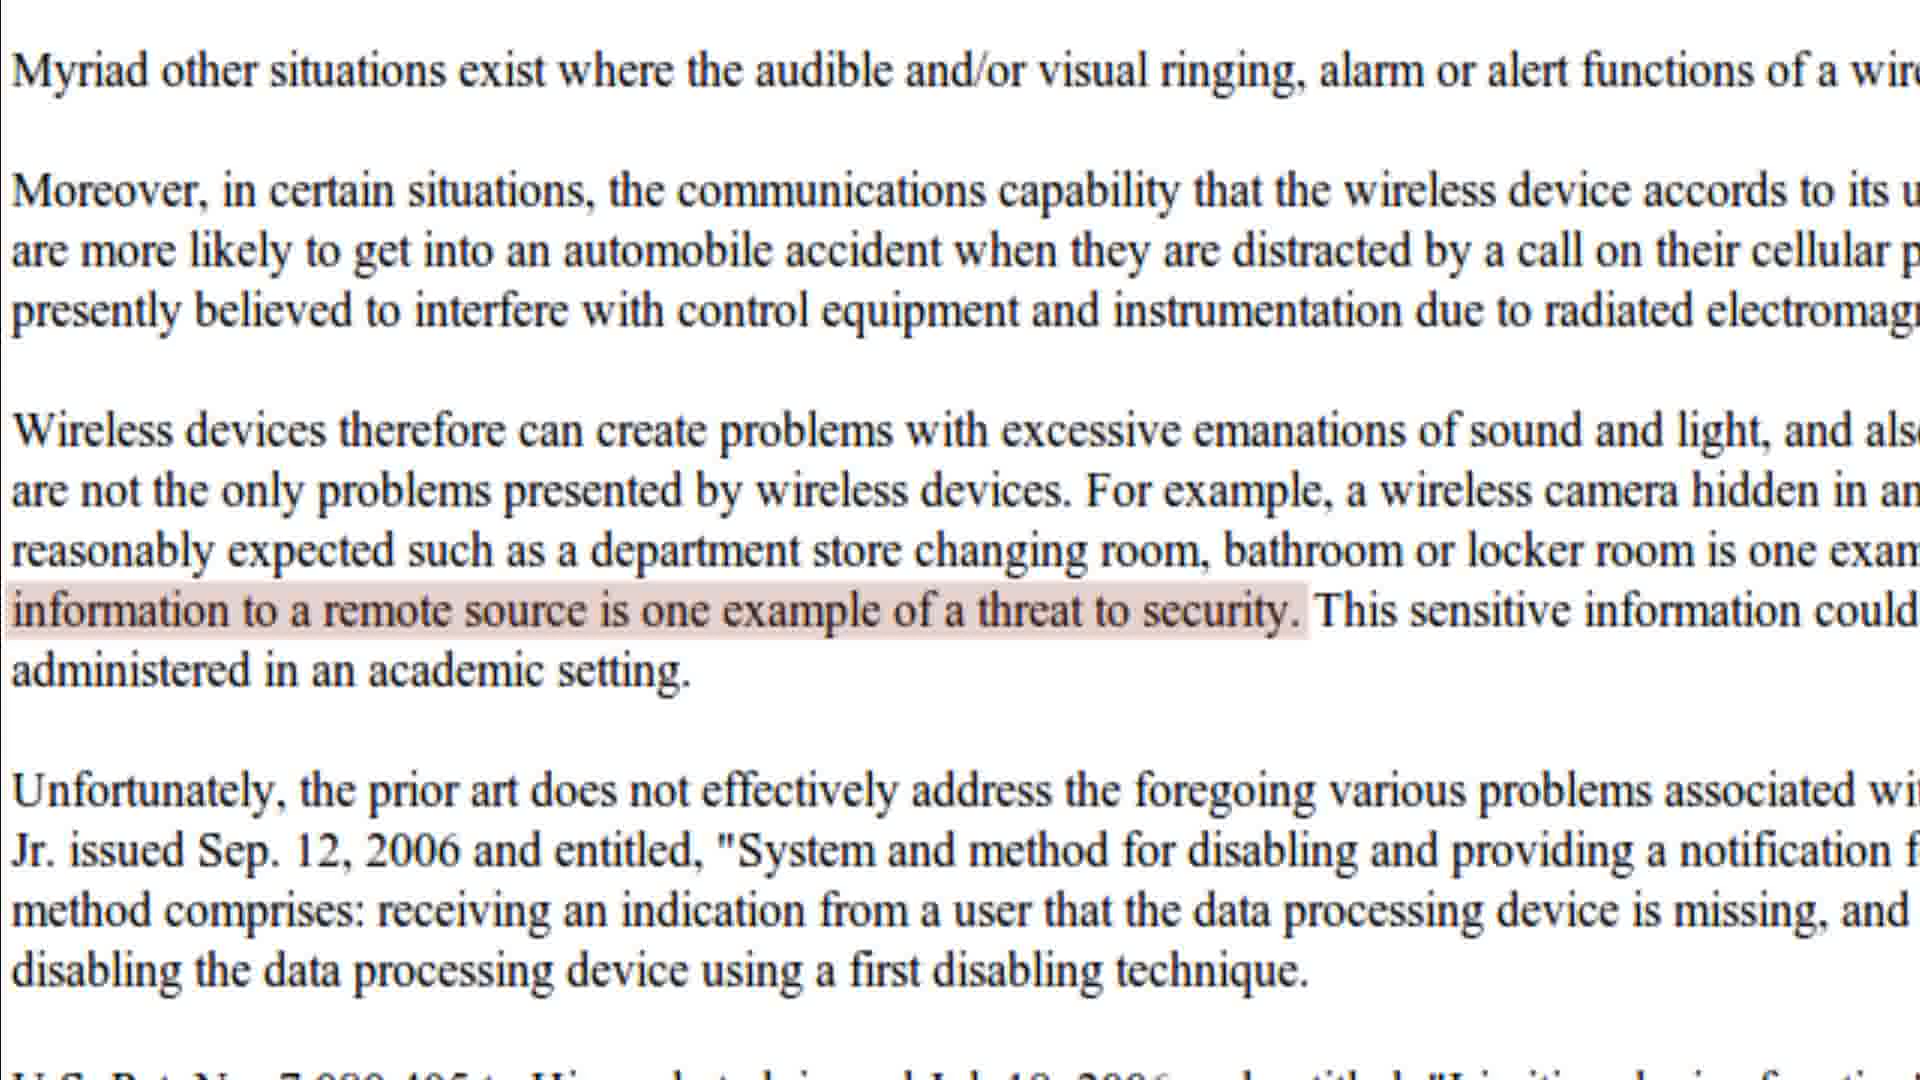 Myriad other situations exist where the audible and/or visual ringing, alarm or alert functions of a
Moreover, in certain situations, the communications capability that the wireless device accords to its
are more likely to get into an automobile accident when they are distracted by a call on their cellular
presently believed to interfere with control equipment and instrumentation due to radiated
Wireless devices therefore can create problems with excessive emanations of sound and light, and
are not the only problems presented by wireless devices. For example, a wireless camera hidden in
reasonably expected such as a department store changing room, bathroom or locker room is one
information to a remote source is one example of a threat to security. This sensitive information could
administered in an academic setting.
Unfortunately, the prior art does not effectively address the foregoing various problems associated
Jr. issued Sep. 12, 2006 and entitled, "System and method for disabling and providing a notification
method comprises: receiving an indication from a user that the data processing device is missing, and
disabling the data processing device using a first disabling technique.